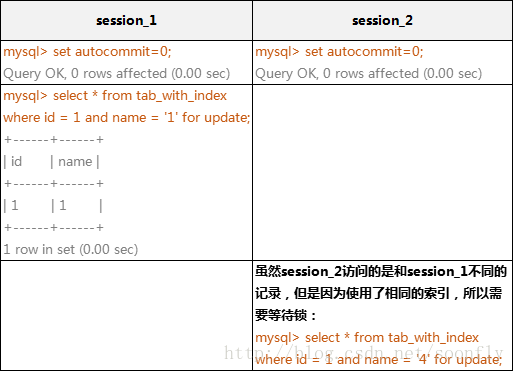 session_1
session_2
mysql> set autocommit=0;
Query OK, 0 rows affected (0.00 sec)
mysql> set autocommit=0;
Query OK, 0 rows affected (0.00 sec)
mysql> select * from tab_with_index
where id = 1 and name = '1' for update;
+------+------+
| id | name |
+------+------+
| 1 | 1 |
+------+------+
1 row in set (0.00 sec)
虽然session_2访问的是和session_1不同的
记录，但是因为使用了相同的索引，所以需
要等待锁：
mysql> select * from tab_with_index
where id = 1 and name = '4' for update;
http://blog.csdn.net/soonfly